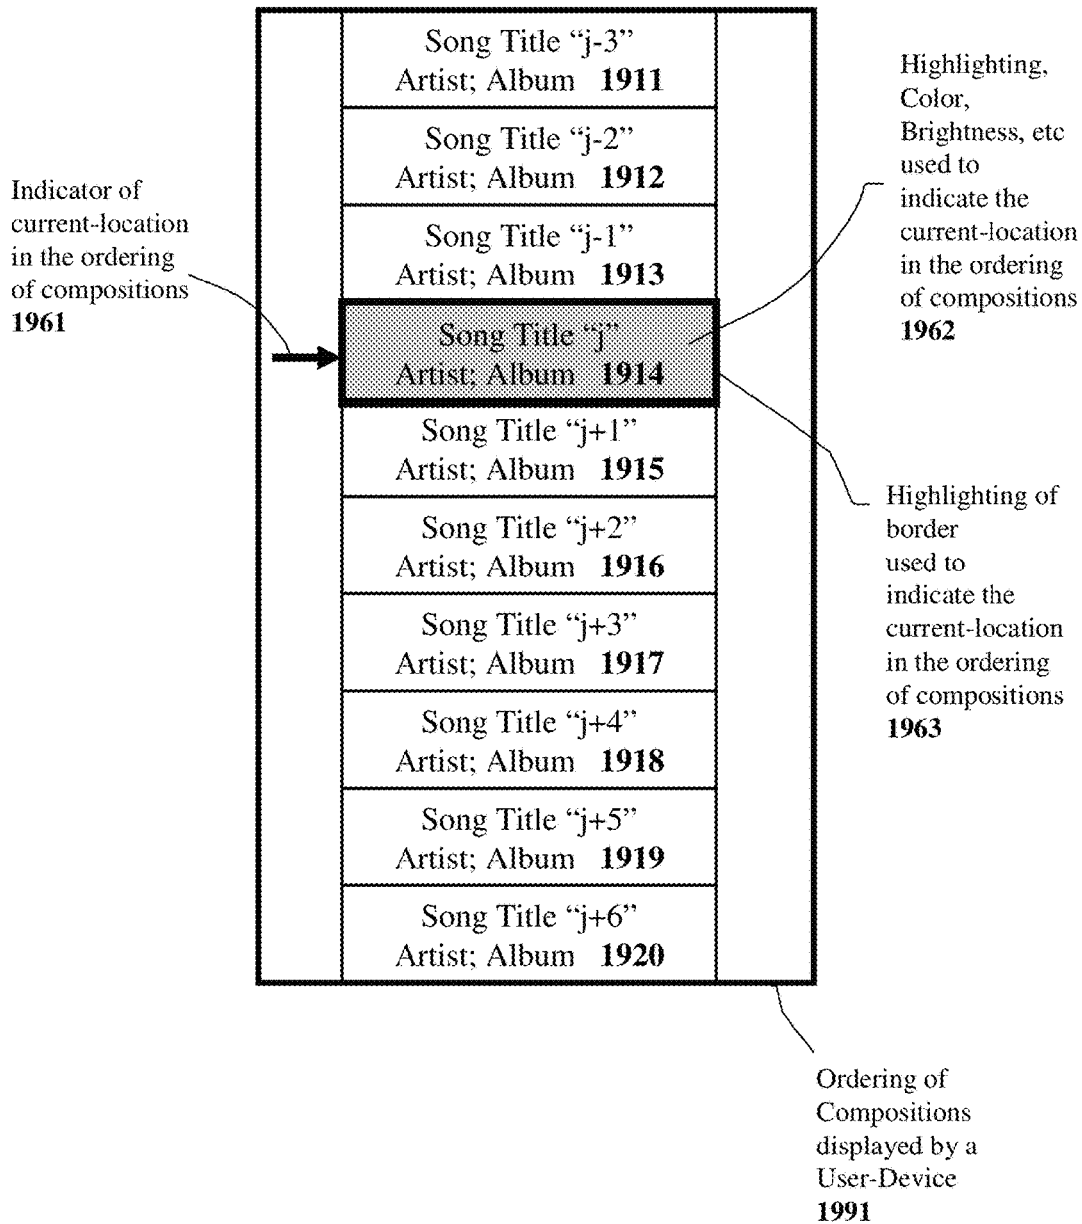 Song Title “j-3”
Artist; Album 1911
Song Title “j-2”
Artist; Album 1912
Song Title “j-1”
Artist; Album 1913
Song Title “j”
Artist; Album 1914
Song Title “j+1”
Artist; Album 1915
Song Title “j+2”
Artist; Album 1916
Song Title “j+3”
Artist; Album 1917
Song Title “j+4”
Artist; Album 1918
Song Title “j+5”
Artist; Album 1919
Song Title “j+6”
Artist; Album 1920
Indicator of
current-location
in the ordering
of compositions
1961
Highlighting,
Color,
Brightness, etc
used to
indicate the
current-location
in the ordering
of compositions
1962
Highlighting of
border
used to
indicate the
current-location
in the ordering
of compositions
1963
Ordering of
Compositions
displayed by a
User-Device
1991